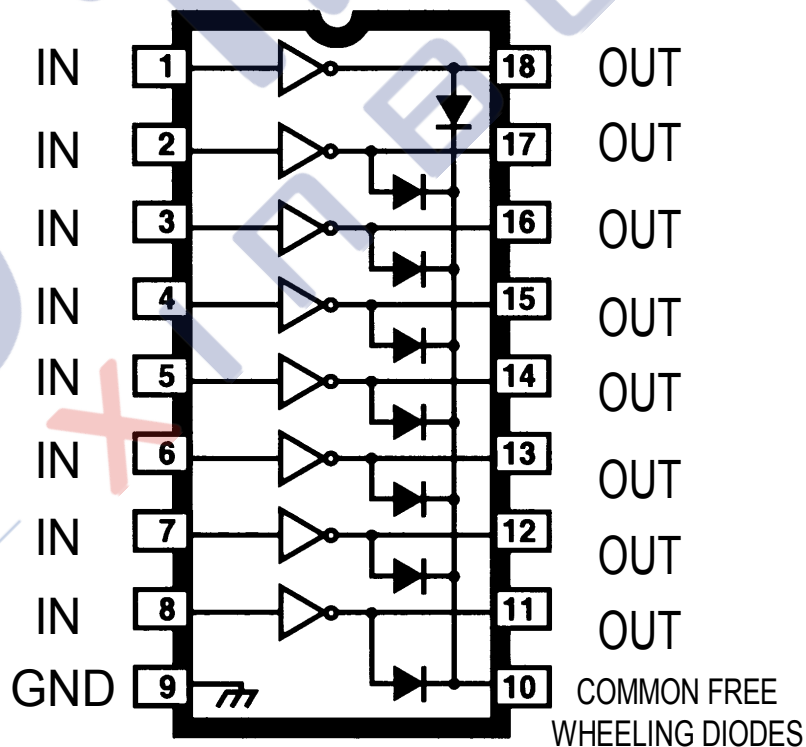 IN 1 18 OUT
IN 2 17 OUT
IN 3 16 OUT
IN 4 15 OUT
IN 5 14 OUT
IN 6 13 OUT
IN 7 12 OUT
IN 8 11 OUT
GND 9 10 COMMON FREE
WHEELING DIODES